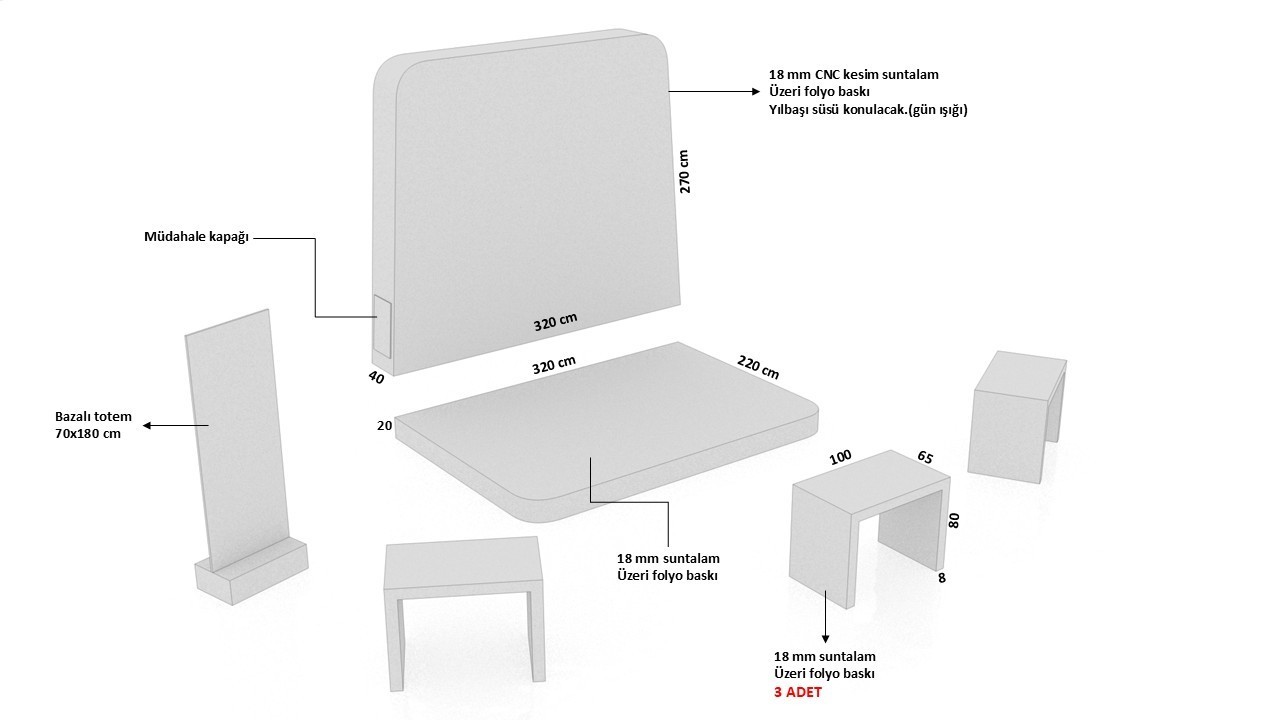 18 mm CNC kesim suntalam
Üzeri folyo baskı
Yılbaşı süsü konulacak.(gün ışığı)
270 cm
Müdahale kapağı
320 cm
40
320 cm
220 cm
20
Bazalı totem
70x180 cm
18 mm suntalam
Üzeri folyo baskı
100
65
80
8
18 mm suntalam
Üzeri folyo baskı
3 ADET